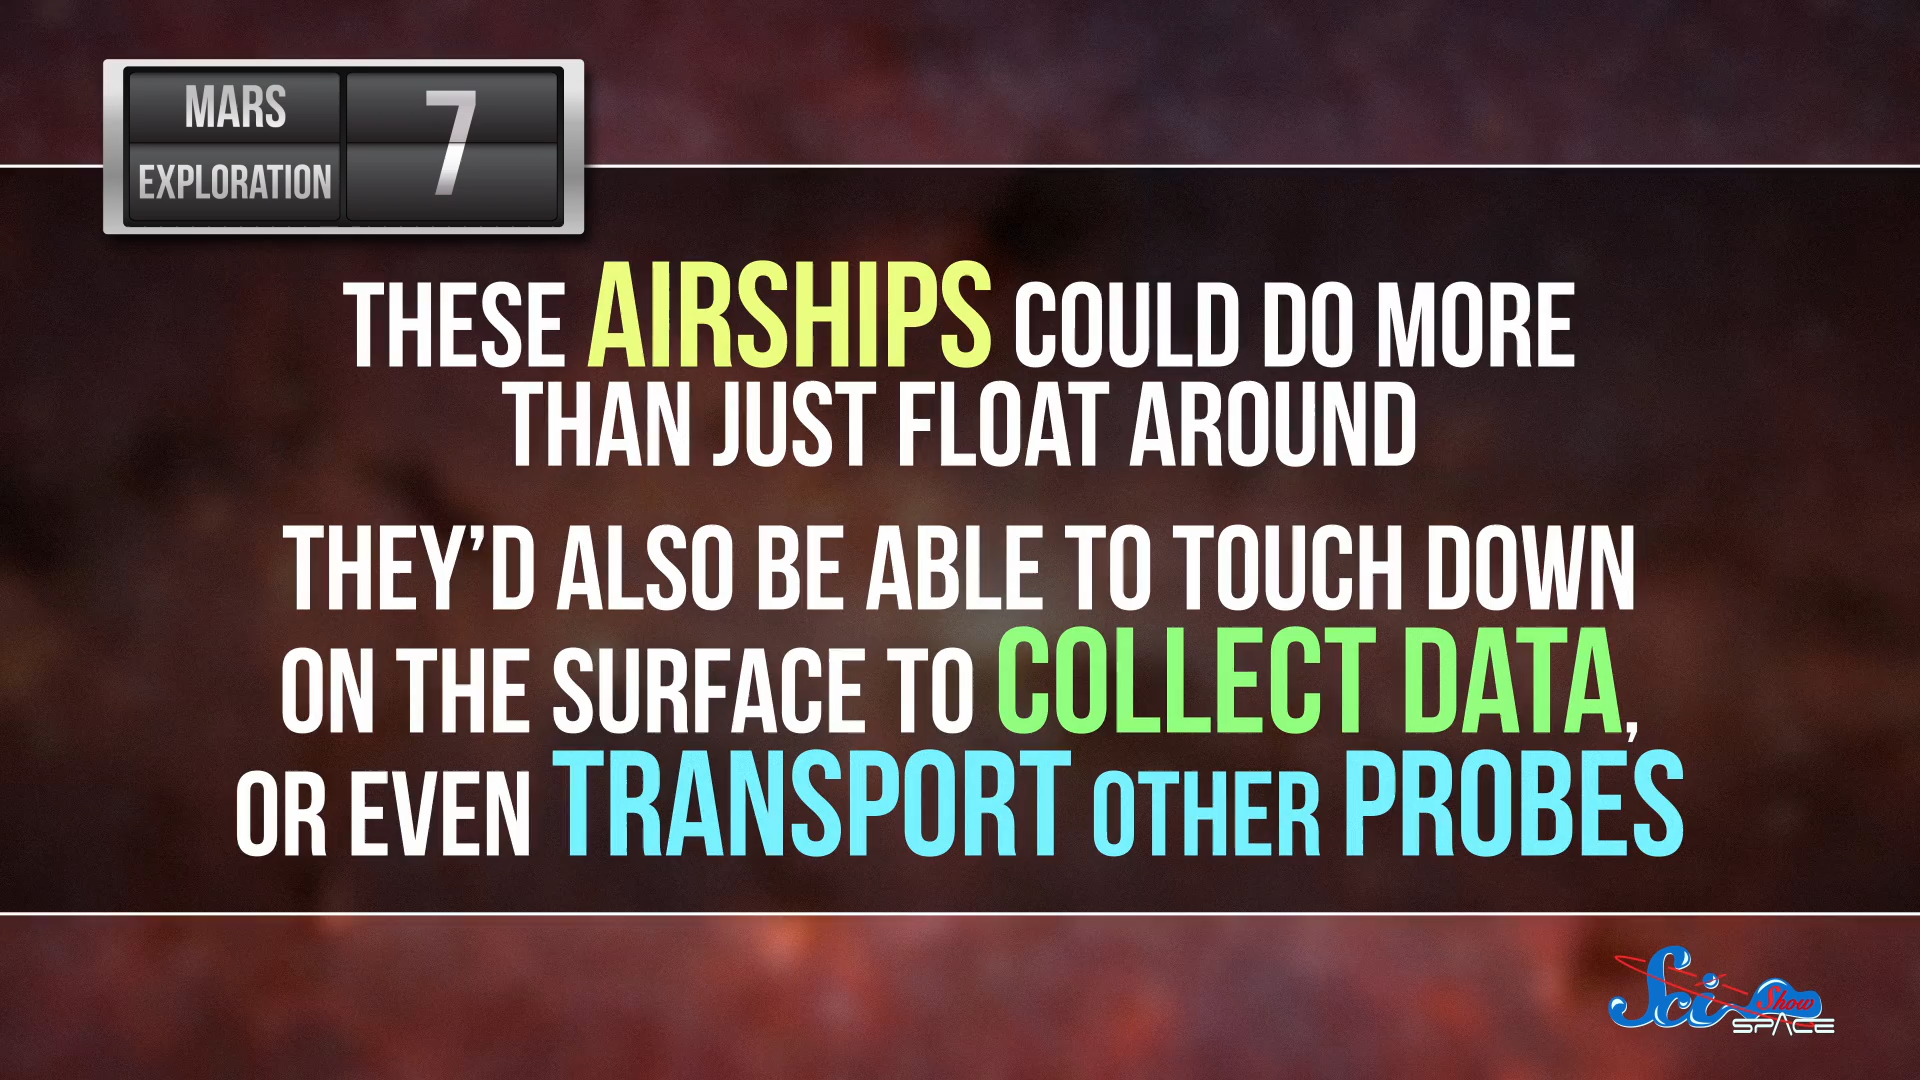 MARS
EXPLORATION
7
THESE AIRSHIPS COULD DO MORE
THAN JUST FLOAT AROUND
THEY'D ALSO BE ABLE TO TOUCH DOWN
ON THE SURFACE TO COLLECT DATA,
OR EVEN TRANSPORT OTHER PROBES
Sci Show
SPACE